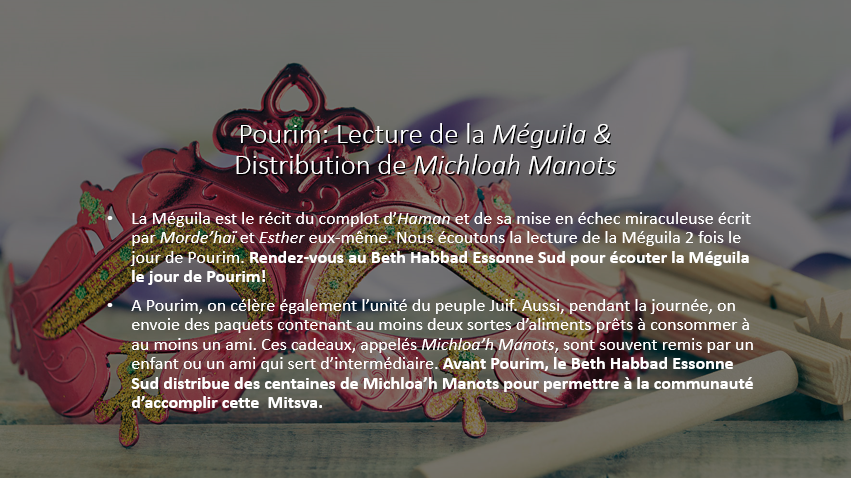 Pourim: Lecture de la Méguila &
Distribution de Michloah Manots
• La Méguila est le récit du complot d’Haman et de sa mise en échec miraculeuse écrit
par Morde’haï et Esther eux-même. Nous écoutons la lecture de la Méguila 2 fois le
jour de Pourim. Rendez-vous au Beth Habbad Essonne Sud pour écouter la Méguila
le jour de Pourim!
• A Pourim, on célère également l’unité du peuple Juif. Aussi, pendant la journée, on
envoie des paquets contenant au moins deux sortes d’aliments prêts à consommer à
au moins un ami. Ces cadeaux, appelés Michloa’h Manots, sont souvent remis par un
enfant ou un ami qui sert d’intermédiaire. Avant Pourim, le Beth Habbad Essonne
Sud distribue des centaines de Michloa’h Manots pour permettre à la communauté
d’accomplir cette  Mitsva.